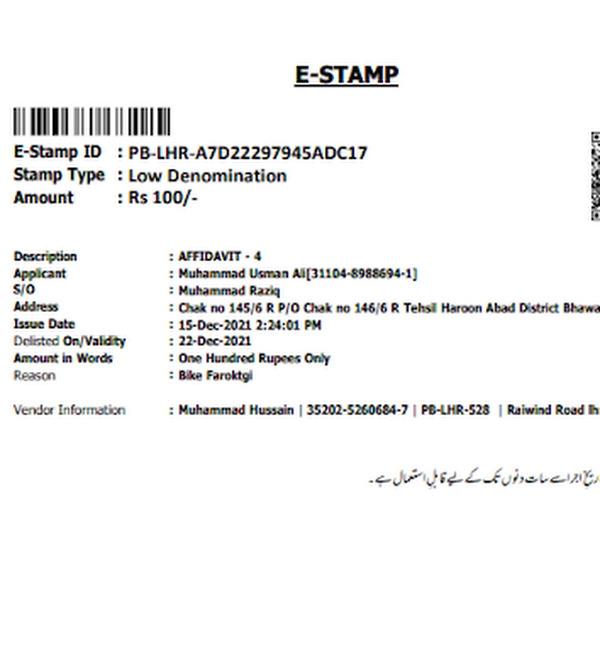 E-STAMP
E-Stamp ID : PB-LHR-A7D22297945ADC17
Stamp Type : Low Denomination
Amount : Rs 100/-
Description : AFFIDAVIT - 4
Applicant : Muhammad Usman Ali[31104-8988694-1]
S/O : Muhammad Raziq
Address : Chak no 145/6 R P/O Chak no 146/6 R Tehsil Haroon Abad District Bhawa
Issue Date : 15-Dec-2021 2:24:01 PM
Delisted On/Validity : 22-Dec-2021
Amount in Words : One Hundred Rupees Only
Reason : Bike Faroktgi
Vendor Information : Muhammad Hussain | 35202-5260684-7 | PB-LHR-528 | Raiwind Road lh
اجرا سے سات دنوں تک کے لیے قابل استعمال ہے۔